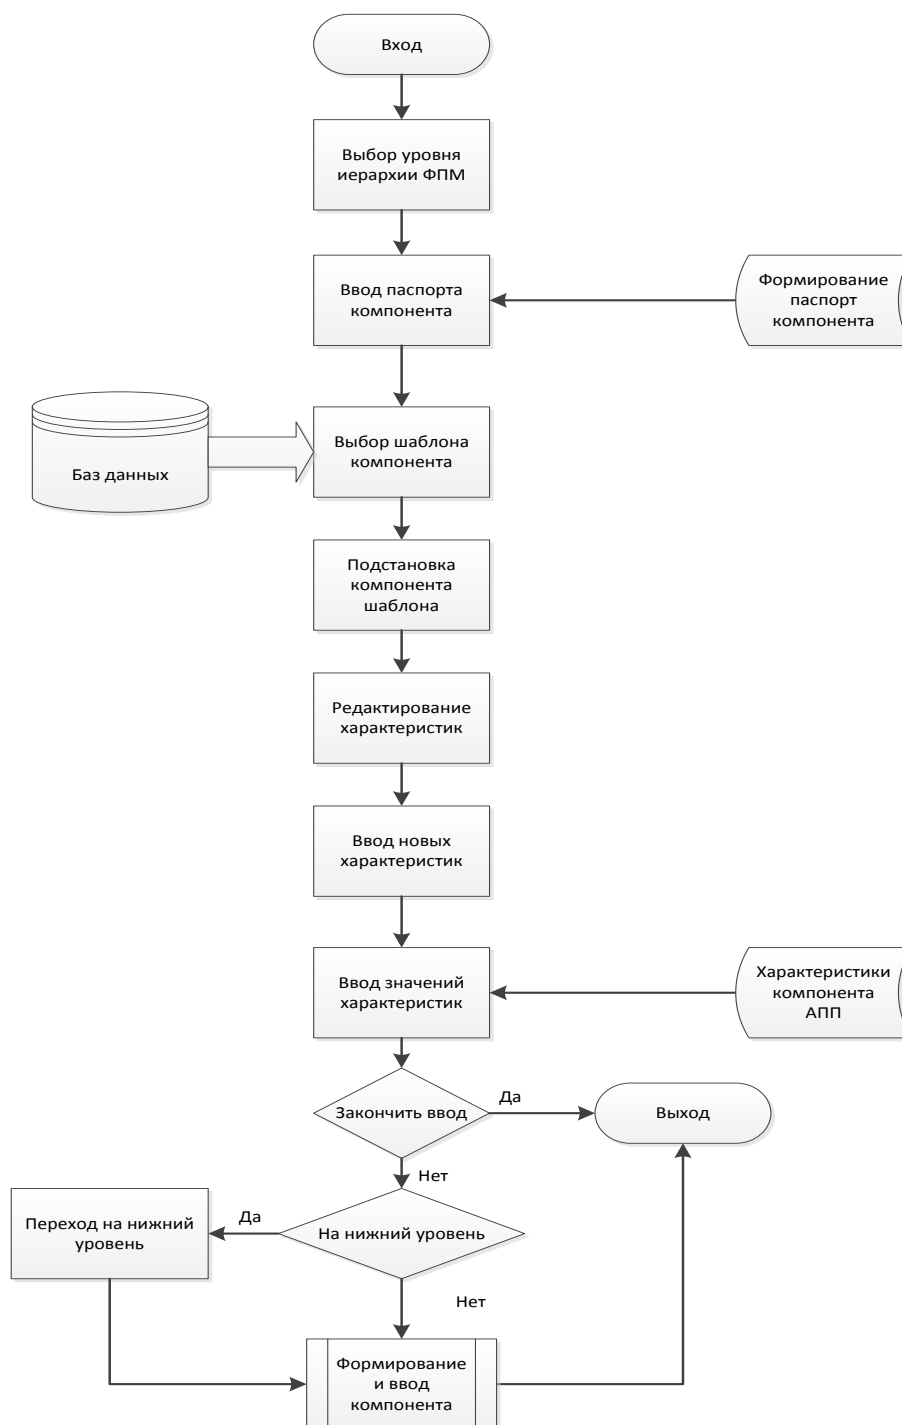 Вход
Выбор уровня
иерархии ФПМ
Ввод паспорта
компонента
Формирование
паспорт
компонента
Баз данных
Выбор шаблона
компонента
Подстановка
компонента
шаблона
Редактирование
характеристик
Ввод новых
характеристик
Ввод значений
характеристик
Характеристики
компонента
АПП
Закончить ввод
Да
Выход
Нет
На нижний уровень
Да
Переход на нижний
уровень
Нет
Формирование
и ввод
компонента